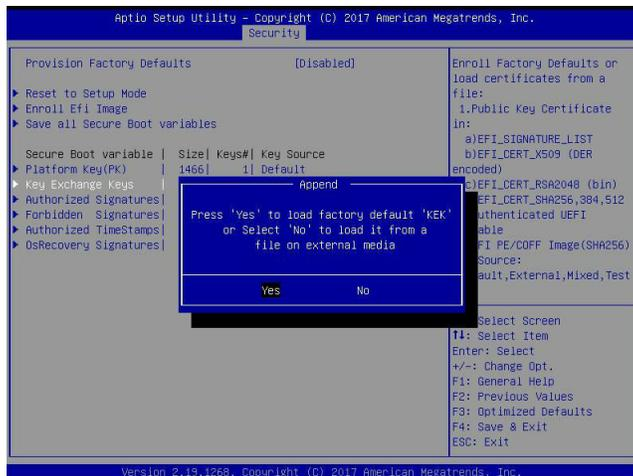 Aptio Setup Utility – Copyright (C) 2017 American Megatrends, Inc.
Security
Provision Factory Defaults [Disabled]
▶ Reset to Setup Mode
▶ Enroll Efi Image
▶ Save all Secure Boot variables
Secure Boot variable | Size| Keys#| Key Source
▶ Platform Key(PK) | 1466| 1| Default
▶ Key Exchange Keys |
▶ Authorized Signatures|
▶ Forbidden Signatures|
▶ Authorized TimeStamps|
▶ OsRecovery Signatures|
Append
Press 'Yes' to load factory default 'KEK'
or Select 'No' to load it from a
file on external media
Yes No
Enroll Factory Defaults or
load certificates from a
file:
1.Public Key Certificate
in:
a)EFI_SIGNATURE_LIST
b)EFI_CERT_X509 (DER
encoded)
c)EFI_CERT_RSA2048 (bin)
EFI_CERT_SHA256,384,512
uthenticated UEFI
able
FI PE/COFF Image(SHA256)
Source:
ault,External,Mixed,Test
Select Screen
↑↓: Select Item
Enter: Select
+/-: Change Opt.
F1: General Help
F2: Previous Values
F3: Optimized Defaults
F4: Save & Exit
ESC: Exit
Version 2.19.1268. Copyright (C) 2017 American Megatrends, Inc.